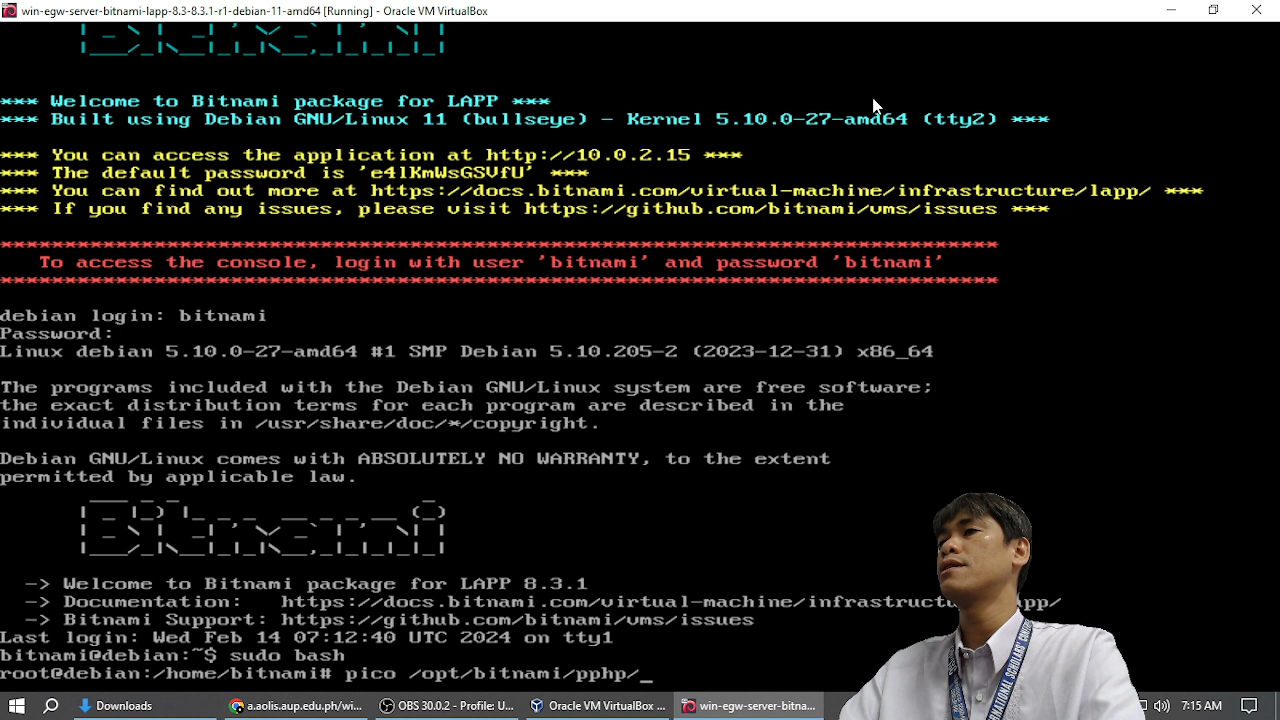 win-egw-server-bitnami-lapp-8.3-8.3.1-r1-debian-11-amd64 [Running] - Oracle VM VirtualBox
*** Welcome to Bitnami package for LAPP ***
*** Built using Debian GNU/Linux 11 (bullseye) - Kernel 5.10.0-27-amd64 (tty2) ***
*** You can access the application at http://10.0.2.15 ***
*** The default password is 'e4lKmWsGSVfU' ***
*** You can find out more at https://docs.bitnami.com/virtual-machine/infrastructure/lapp/ ***
*** If you find any issues, please visit https://github.com/bitnami/vms/issues ***
******************************************************************************
To access the console, login with user 'bitnami' and password 'bitnami'
******************************************************************************
debian login: bitnami
Password:
Linux debian 5.10.0-27-amd64 #1 SMP Debian 5.10.205-2 (2023-12-31) x86_64
The programs included with the Debian GNU/Linux system are free software;
the exact distribution terms for each program are described in the
individual files in /usr/share/doc/*/copyright.
Debian GNU/Linux comes with ABSOLUTELY NO WARRANTY, to the extent
permitted by applicable law.
Bitnami
-> Welcome to Bitnami package for LAPP 8.3.1
-> Documentation: https://docs.bitnami.com/virtual-machine/
-> Bitnami Support: https://github.com/bitnami/vms/issues
Last login: Wed Feb 14 07:12:40 UTC 2024 on tty1
bitnami@debian:~$ sudo bash
root@debian:/home/bitnami# pico /opt/bitnami/pphp/_
Downloads
a.aolis.aup.edu.ph/wi...
OBS 30.0.2 - Profile: U...
Oracle VM VirtualBox ...
win-egw-server-bitna...
7:15 AM